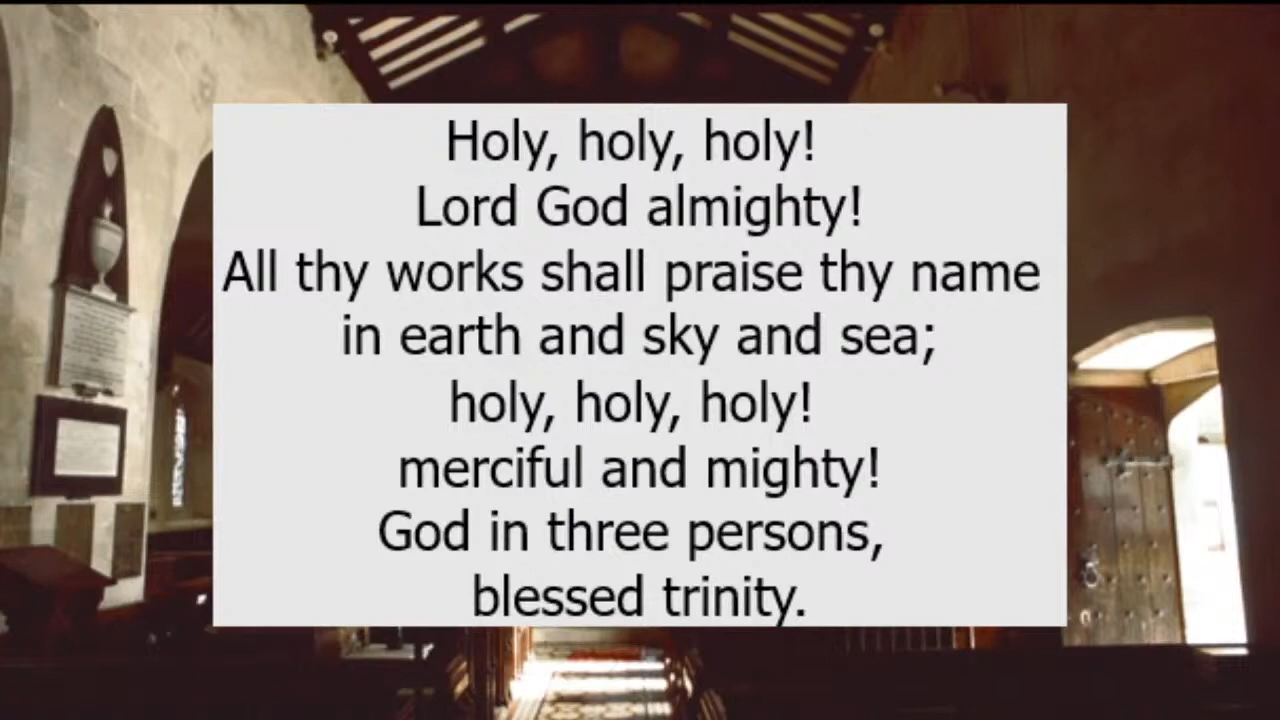 Holy, holy, holy!
Lord God almighty!
All thy works shall praise thy name
in earth and sky and sea;
holy, holy, holy!
merciful and mighty!
God in three persons,
blessed trinity.